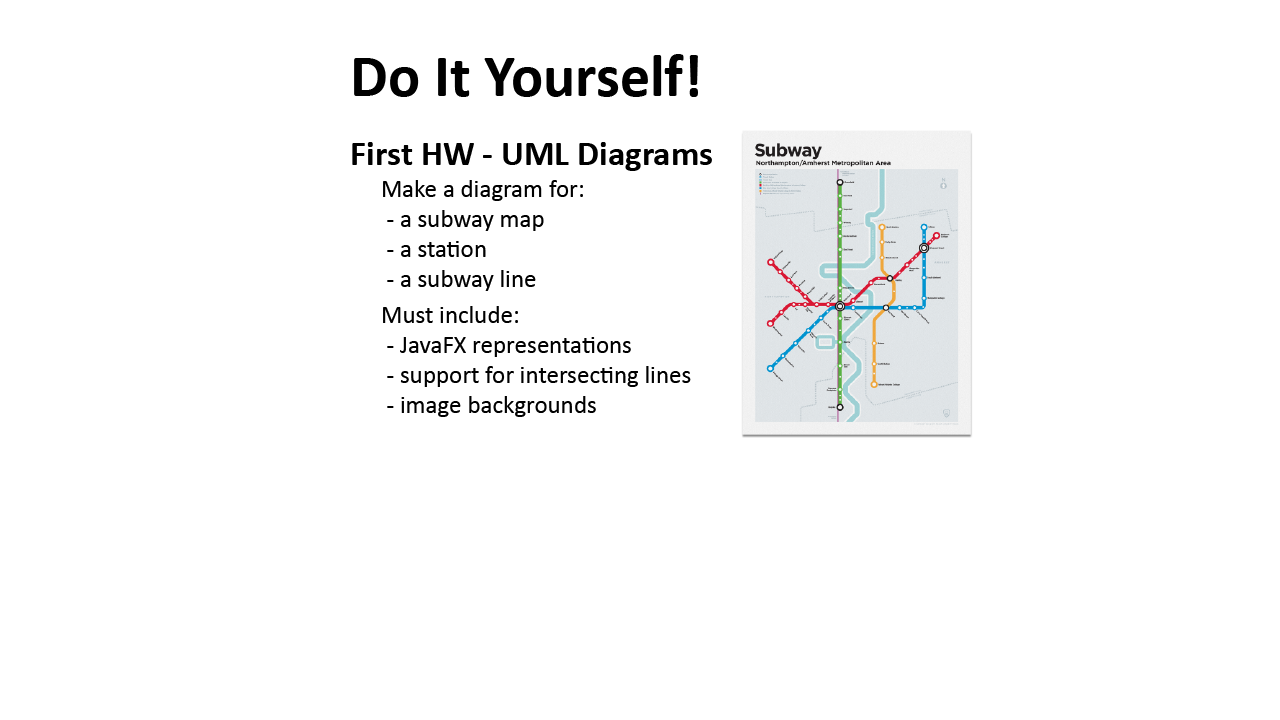 Do It Yourself!
First HW - UML Diagrams
Make a diagram for:
- a subway map
- a station
- a subway line
Must include:
- JavaFX representations
- support for intersecting lines
- image backgrounds
Subway
Northampton/Amherst Metropolitan Area